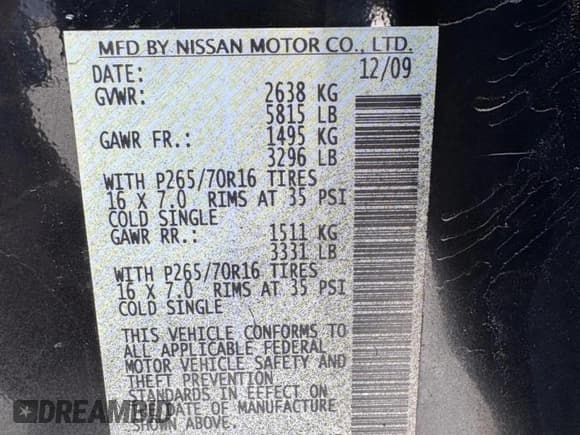 MFD BY NISSAN MOTOR CO., LTD.
DATE: 12/09
GVWR: 2638 KG
5815 LB
GAWR FR.: 1495 KG
3296 LB
WITH P265/70R16 TIRES
16 X 7.0 RIMS AT 35 PSI
COLD SINGLE
GAWR RR.: 1511 KG
3331 LB
WITH P265/70R16 TIRES
16 X 7.0 RIMS AT 35 PSI
COLD SINGLE
THIS VEHICLE CONFORMS TO
ALL APPLICABLE FEDERAL
MOTOR VEHICLE SAFETY AND
THEFT PREVENTION
STANDARDS IN EFFECT ON
DATE OF MANUFACTURE
SHOWN ABOVE.
DREAMBID